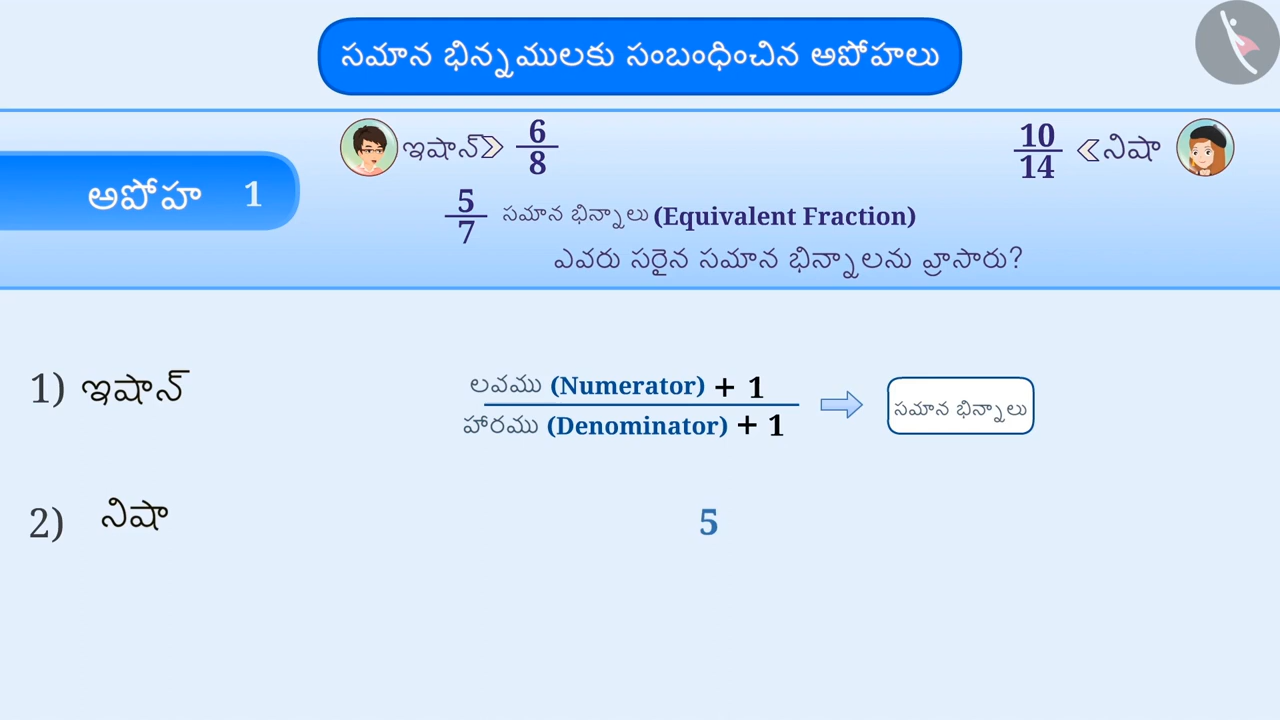 సమాన భిన్నములకు సంబంధించిన అపోహలు
అపోహ 1
ఇషాన్ 6/8
10/14 నిషా
5/7 సమాన భిన్నాలు (Equivalent Fraction)
ఎవరు సరైన సమాన భిన్నాలను వ్రాసారు?
1) ఇషాన్
లవము (Numerator) + 1
హారము (Denominator) + 1
సమాన భిన్నాలు
2) నిషా
5